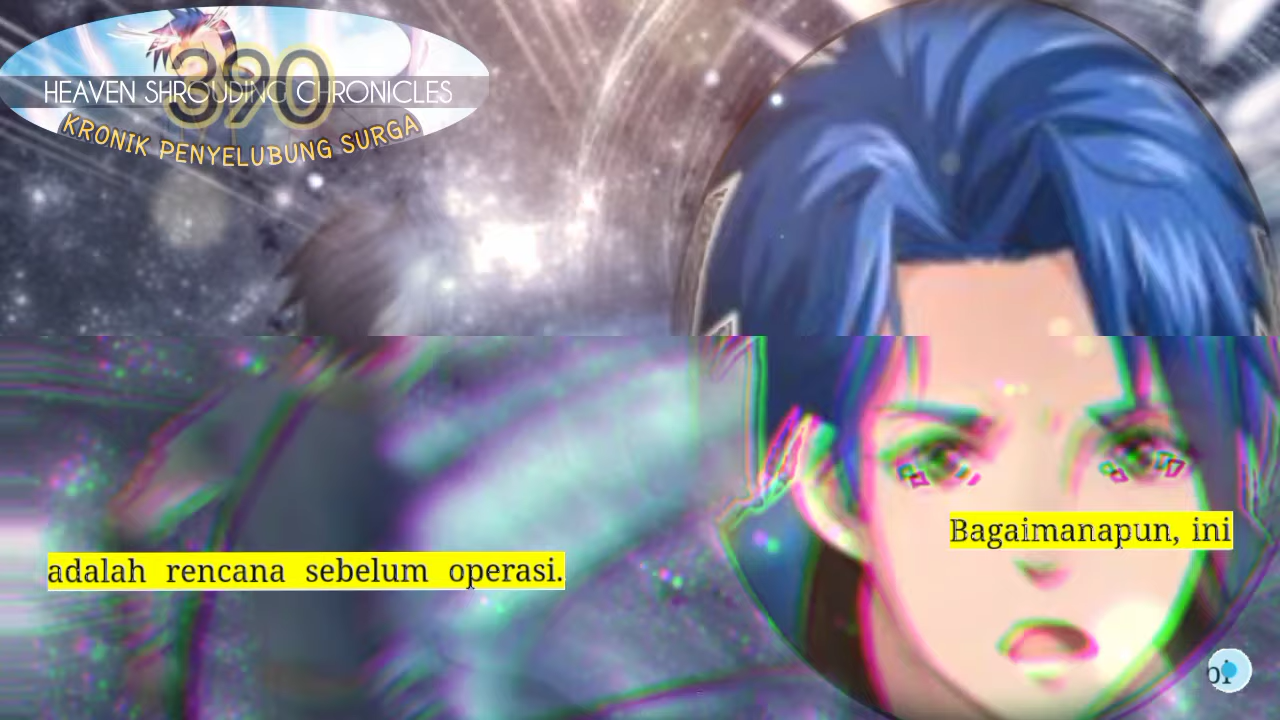 390
HEAVEN SHROUDING CHRONICLES
KRONIK PENYELUBUNG SURGA
Bagaimanapun, ini
adalah rencana sebelum operasi.